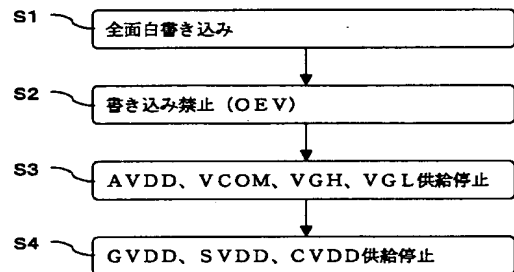 S1
全面白書き込み
S2
書き込み禁止（OEV）
S3
AVDD、VCOM、VGH、VGL供給停止
S4
GVDD、SVDD、CVDD供給停止